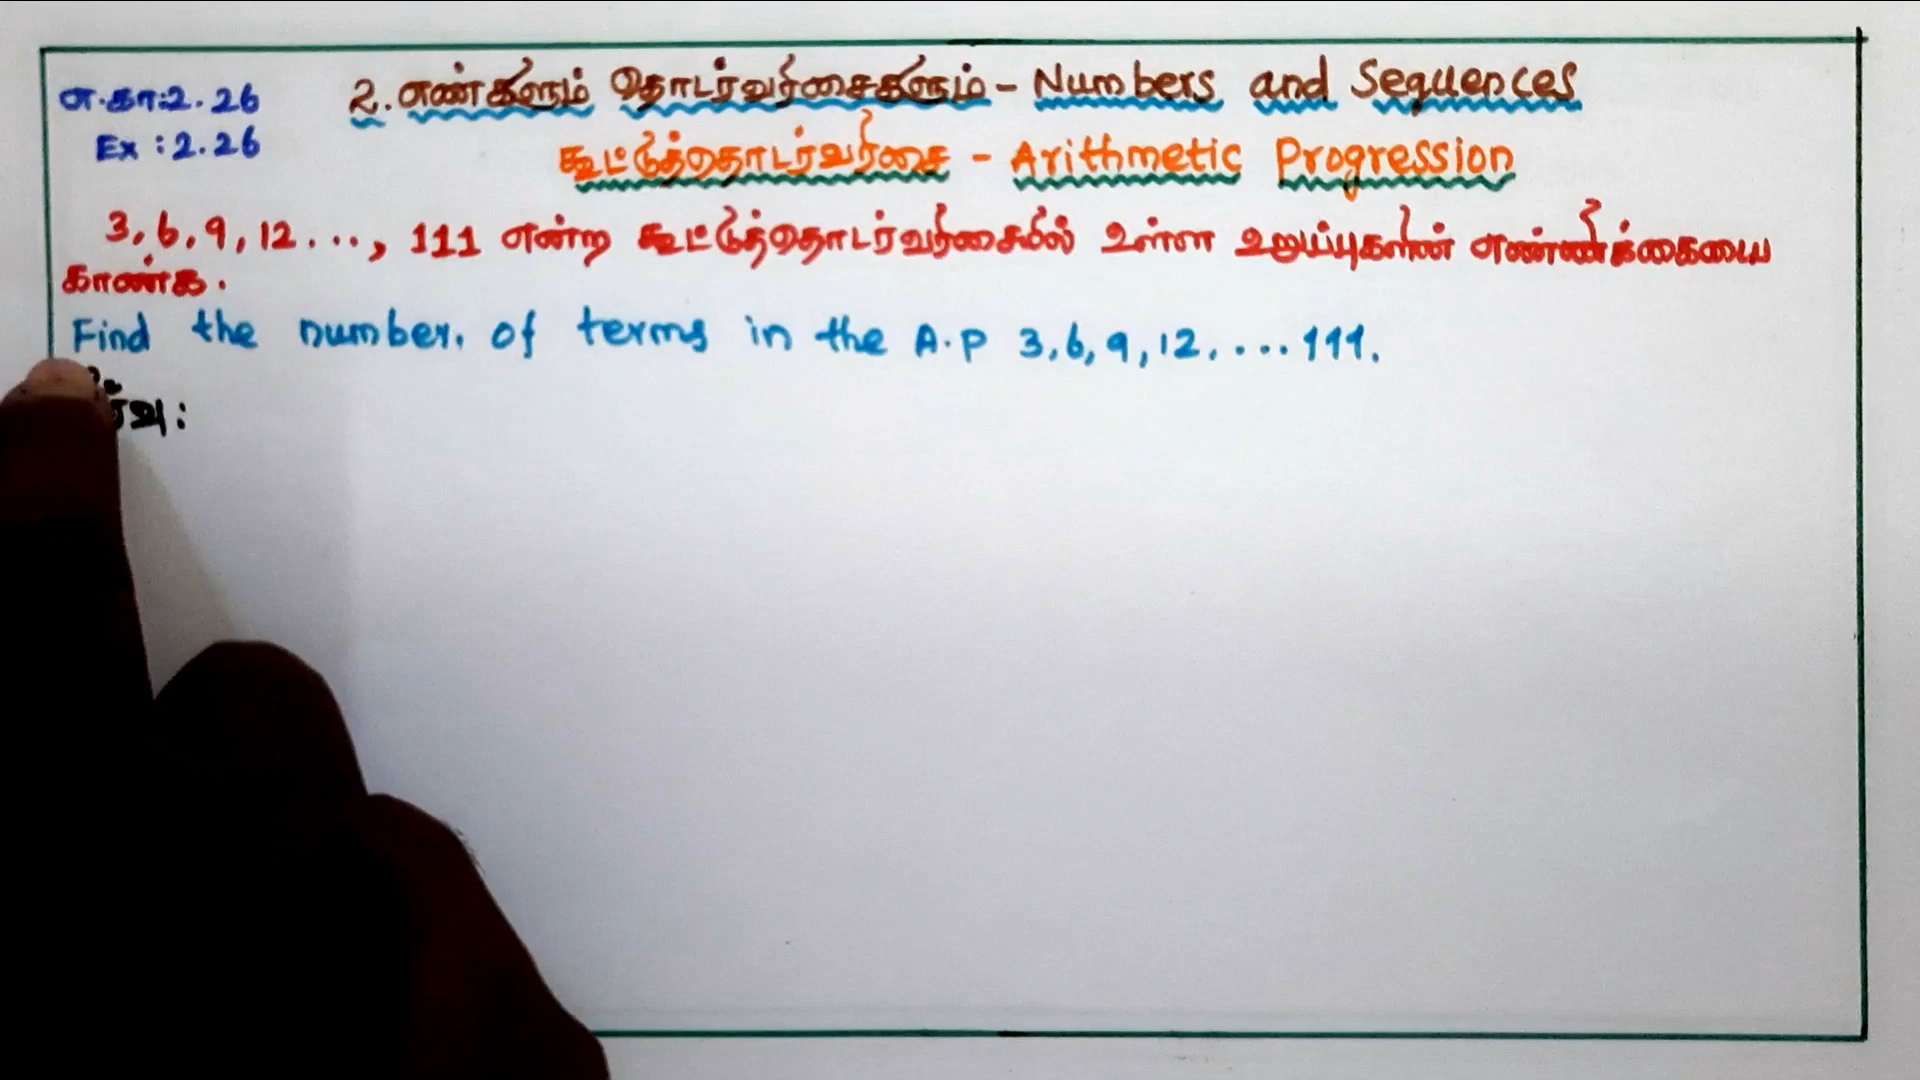 எ.கா:2.26
Ex : 2.26
2. எண்களும் தொடர்வரிசைகளும் - Numbers and Sequences
கூட்டுத்தொடர்வரிசை - Arithmetic Progression
3, 6, 9, 12 ..., 111 என்ற கூட்டுத்தொடர்வரிசையில் உள்ள உறுப்புகளின் எண்ணிக்கையை
காண்க.
Find the number. of terms in the A.P 3, 6, 9, 12, ... 111.